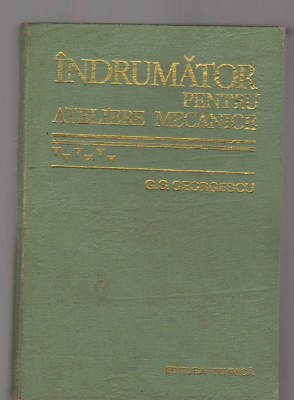 ÎNDRUMĂTOR
PENTRU
ATELIERE MECANICE
G.S. GEORGESCU
EDITURA TEHNICĂ